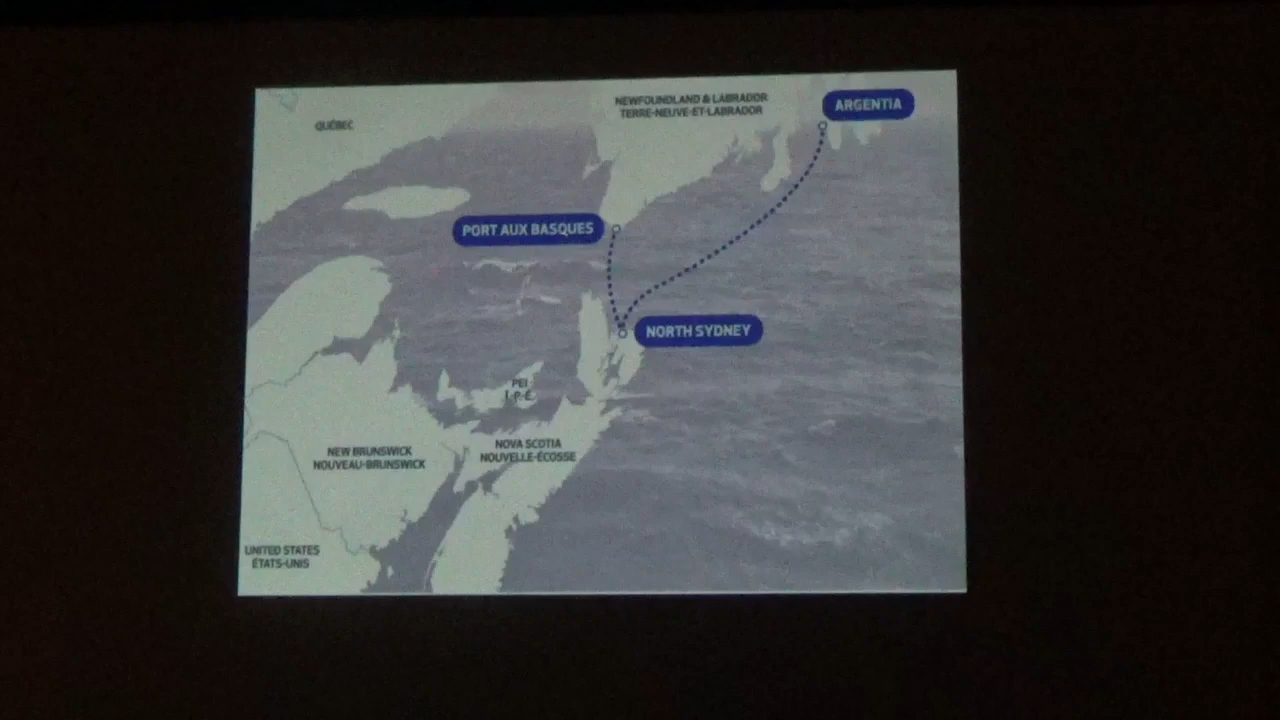 NEWFOUNDLAND & LABRADOR
TERRE-NEUVE-ET-LABRADOR
ARGENTIA
QUÉBEC
PORT AUX BASQUES
NORTH SYDNEY
PEI
Î.-P.-É.
NEW BRUNSWICK
NOUVEAU-BRUNSWICK
NOVA SCOTIA
NOUVELLE-ÉCOSSE
UNITED STATES
ÉTATS-UNIS